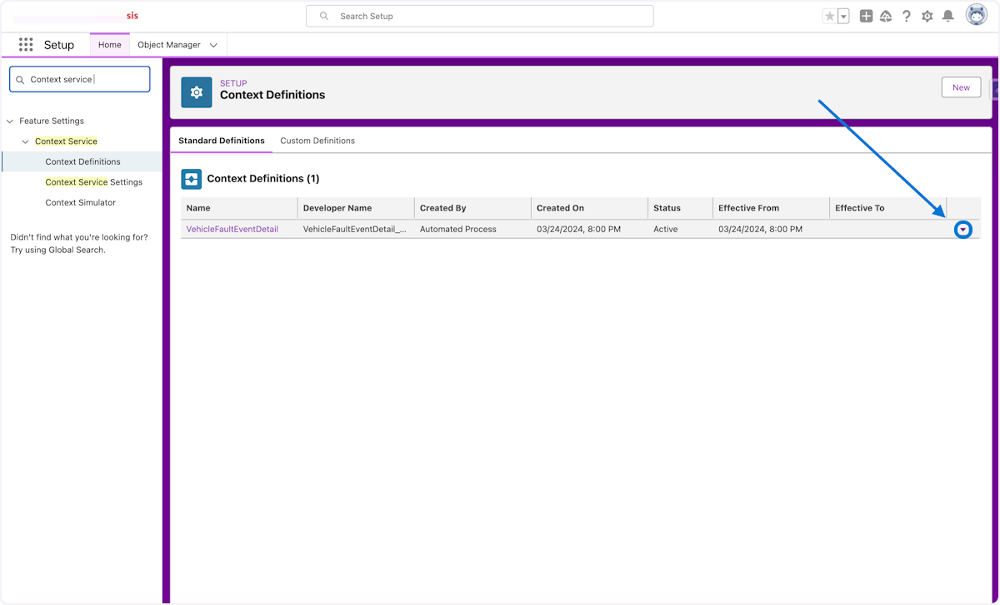 sis
Search Setup
Setup
Home
Object Manager
Context service
SETUP
Context Definitions
New
Feature Settings
Context Service
Context Definitions
Context Service Settings
Context Simulator
Didn't find what you're looking for?
Try using Global Search.
Standard Definitions Custom Definitions
Context Definitions (1)
Name Developer Name Created By Created On Status Effective From Effective To
VehicleFaultEventDetail VehicleFaultEventDetail_... Automated Process 03/24/2024, 8:00 PM Active 03/24/2024, 8:00 PM